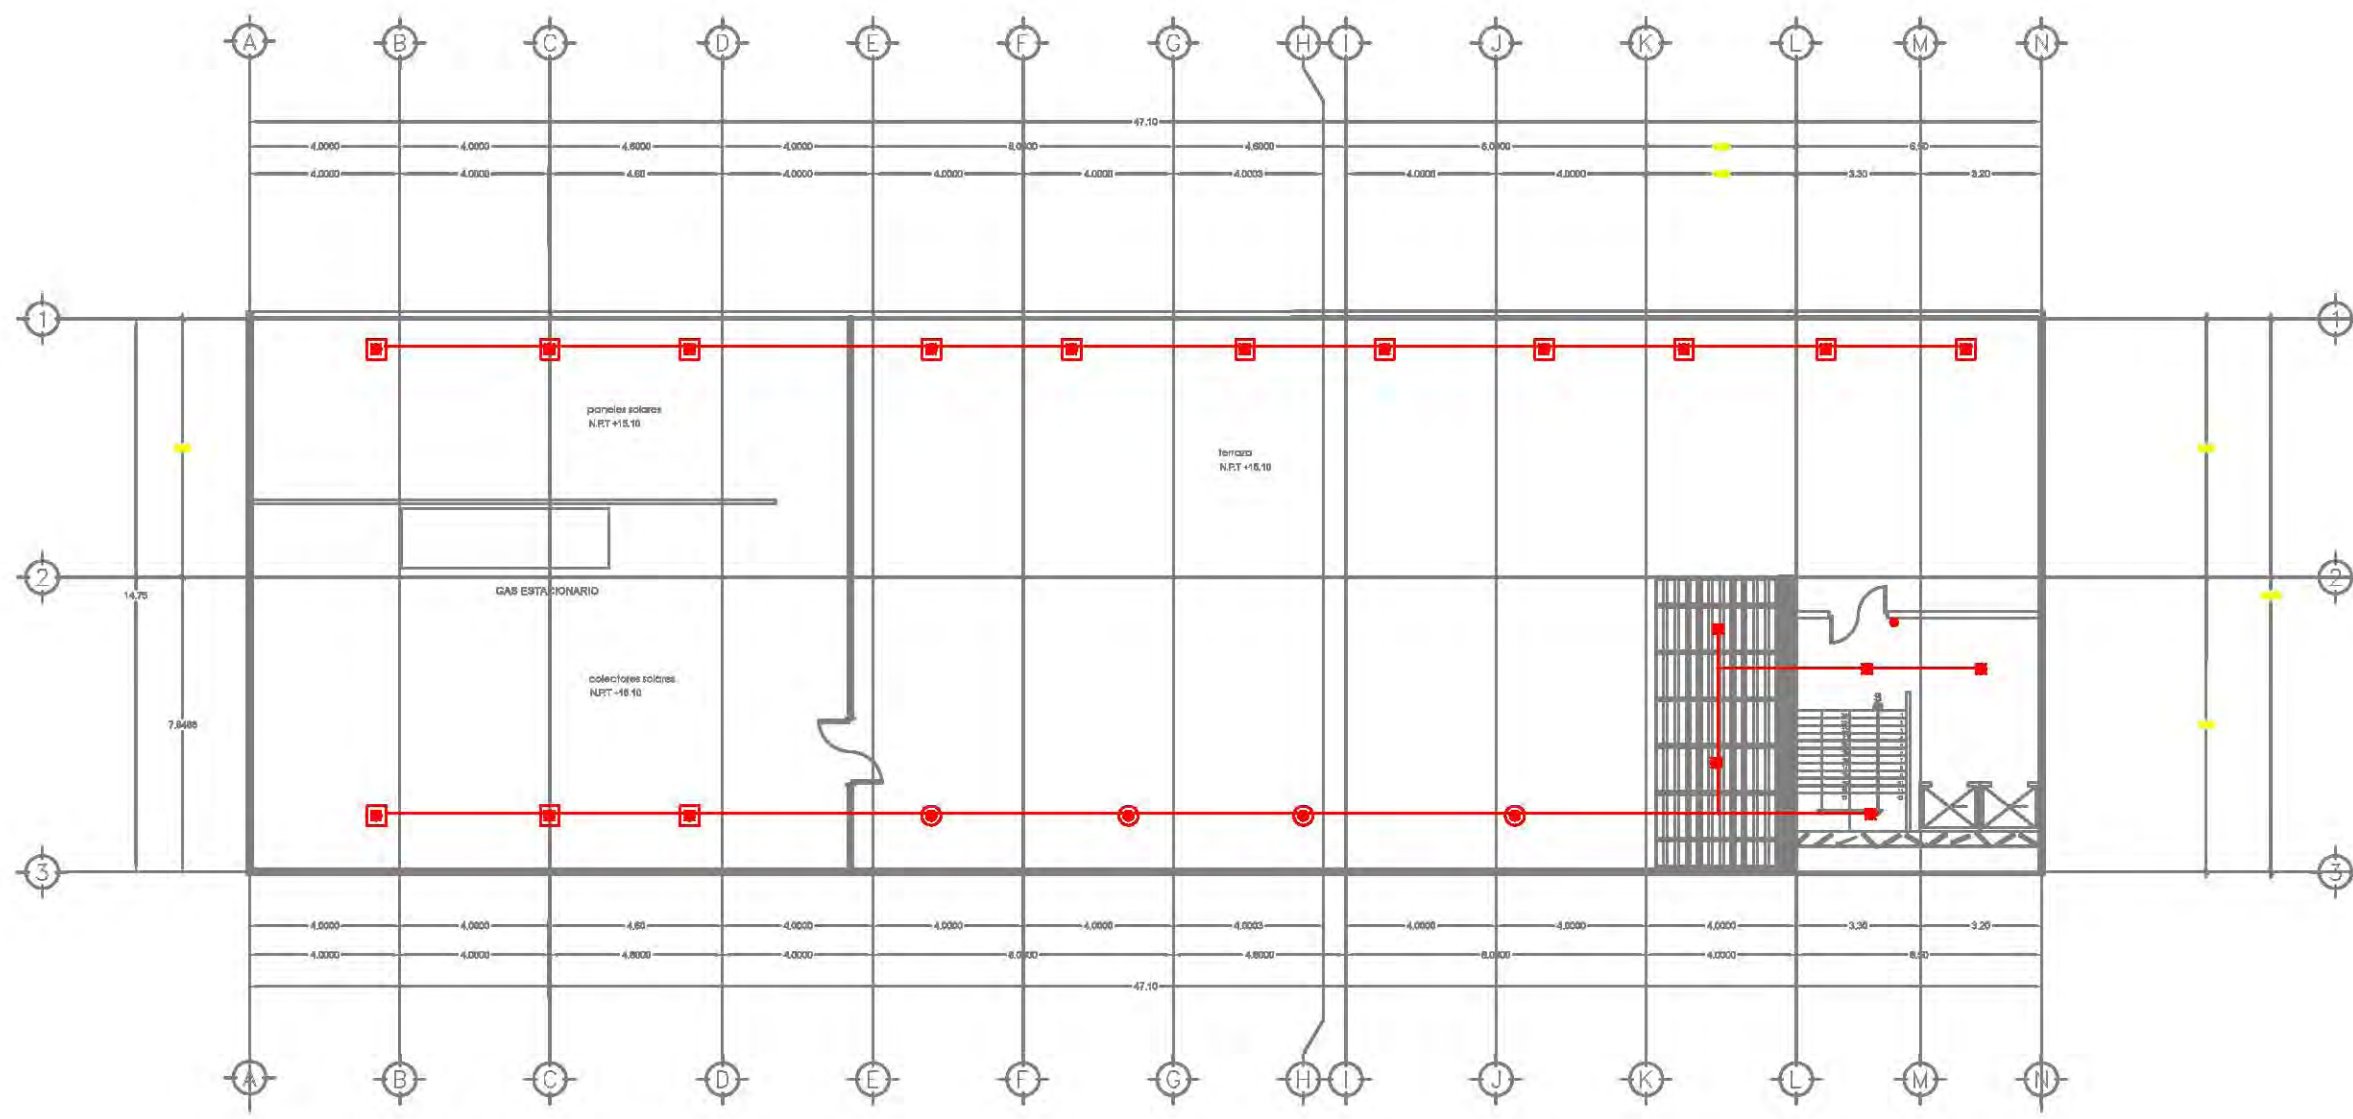 A B C D E F G H I J K L M N
47.10
4.0000 4.0000 4.6000 4.0000 8.0000 4.6000 8.0000 6.50
4.0000 4.0000 4.60 4.0000 4.0000 4.0000 4.0003 4.0000 4.0000 3.30 3.20
1 1
paneles solares
N.P.T +15.10
terraza
N.P.T +15.10
2 2
GAS ESTACIONARIO
14.75
colectores solares
N.P.T +15.10
S
3 3
4.0000 4.0000 4.60 4.0000 4.0000 4.0000 4.0003 4.0000 4.0000 4.0000 3.30 3.20
4.0000 4.0000 4.6000 4.0000 8.0000 4.6000 8.0000 4.0000 6.50
47.10
A B C D E F G H I J K L M N